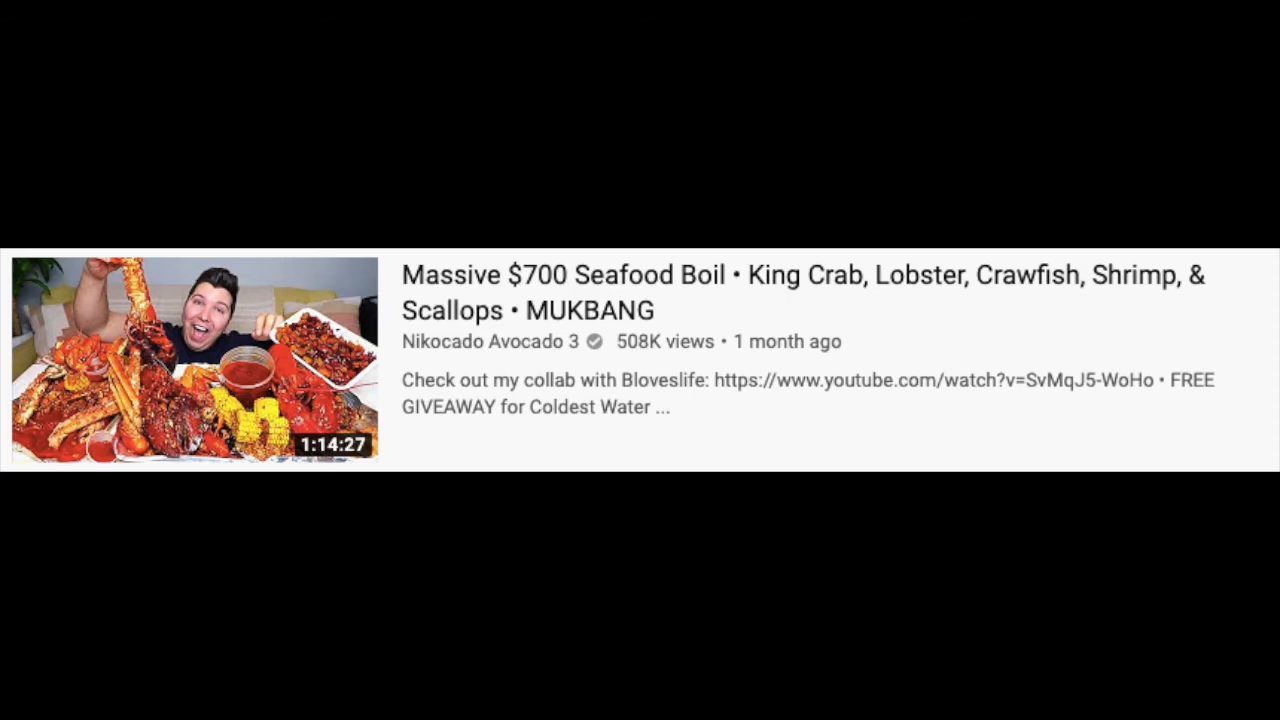 Massive $700 Seafood Boil • King Crab, Lobster, Crawfish, Shrimp, &
Scallops • MUKBANG
Nikocado Avocado 3 508K views • 1 month ago
Check out my collab with Bloveslife: https://www.youtube.com/watch?v=SvMqJ5-WoHo • FREE
GIVEAWAY for Coldest Water ...
1:14:27